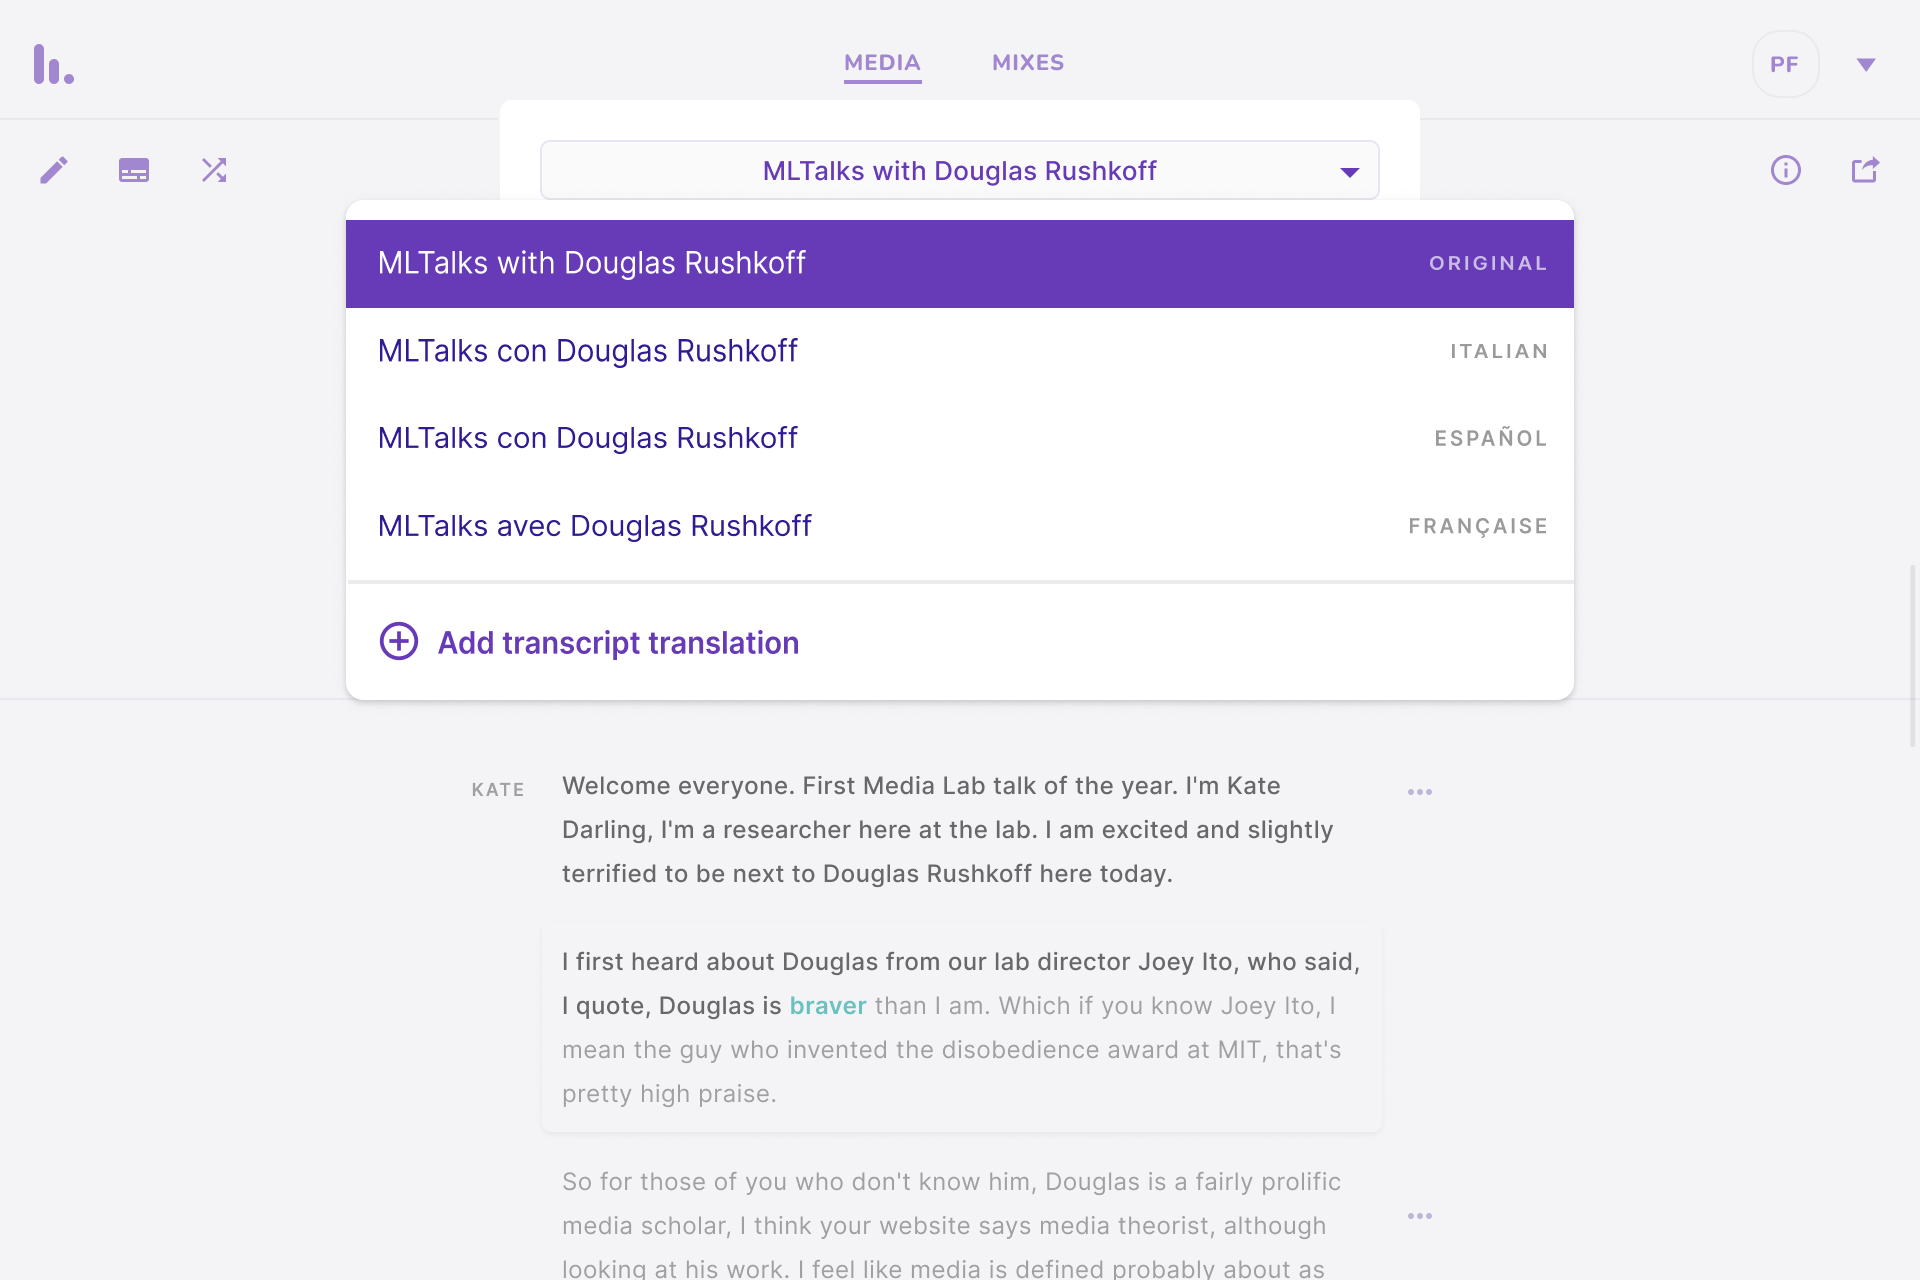 MEDIA MIXES PF
MLTalks with Douglas Rushkoff
MLTalks with Douglas Rushkoff ORIGINAL
MLTalks con Douglas Rushkoff ITALIAN
MLTalks con Douglas Rushkoff ESPAÑOL
MLTalks avec Douglas Rushkoff FRANÇAISE
Add transcript translation
KATE Welcome everyone. First Media Lab talk of the year. I'm Kate
Darling, I'm a researcher here at the lab. I am excited and slightly
terrified to be next to Douglas Rushkoff here today.
I first heard about Douglas from our lab director Joey Ito, who said,
I quote, Douglas is braver than I am. Which if you know Joey Ito, I
mean the guy who invented the disobedience award at MIT, that's
pretty high praise.
So for those of you who don't know him, Douglas is a fairly prolific
media scholar, I think your website says media theorist, although
looking at his work. I feel like media is defined probably about as